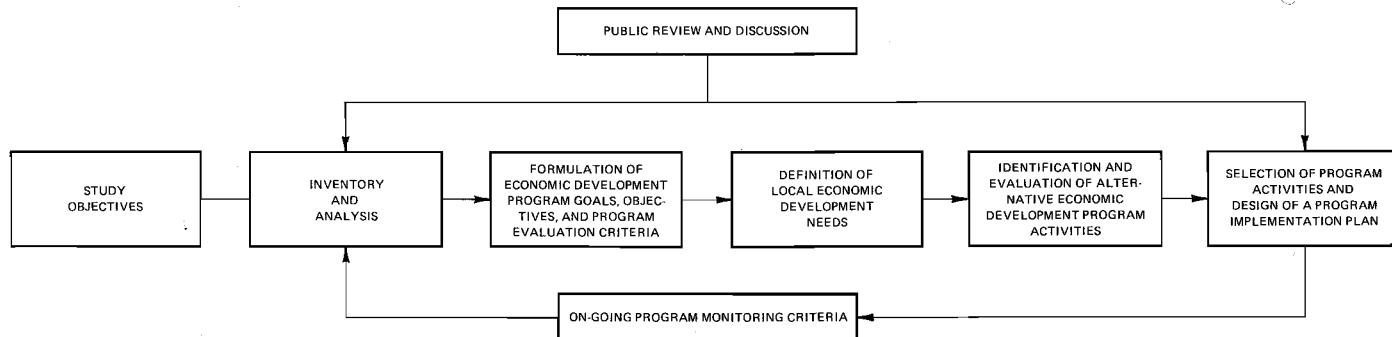 PUBLIC REVIEW AND DISCUSSION
STUDY
OBJECTIVES
INVENTORY
AND
ANALYSIS
FORMULATION OF
ECONOMIC DEVELOPMENT
PROGRAM GOALS, OBJEC-
TIVES, AND PROGRAM
EVALUATION CRITERIA
DEFINITION OF
LOCAL ECONOMIC
DEVELOPMENT
NEEDS
IDENTIFICATION AND
EVALUATION OF ALTER-
NATIVE ECONOMIC
DEVELOPMENT PROGRAM
ACTIVITIES
SELECTION OF PROGRAM
ACTIVITIES AND
DESIGN OF A PROGRAM
IMPLEMENTATION PLAN
ON-GOING PROGRAM MONITORING CRITERIA